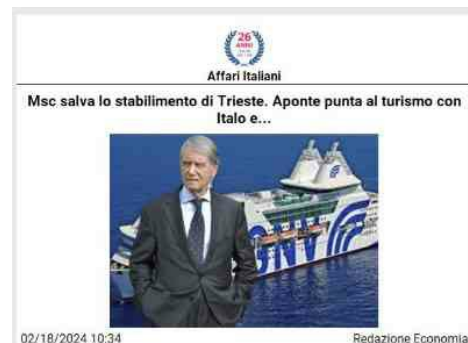 26
ANNI
Affari Italiani
Msc salva lo stabilimento di Trieste. Aponte punta al turismo con
Italo e...
GNV
02/18/2024 10:34
Redazione Economia